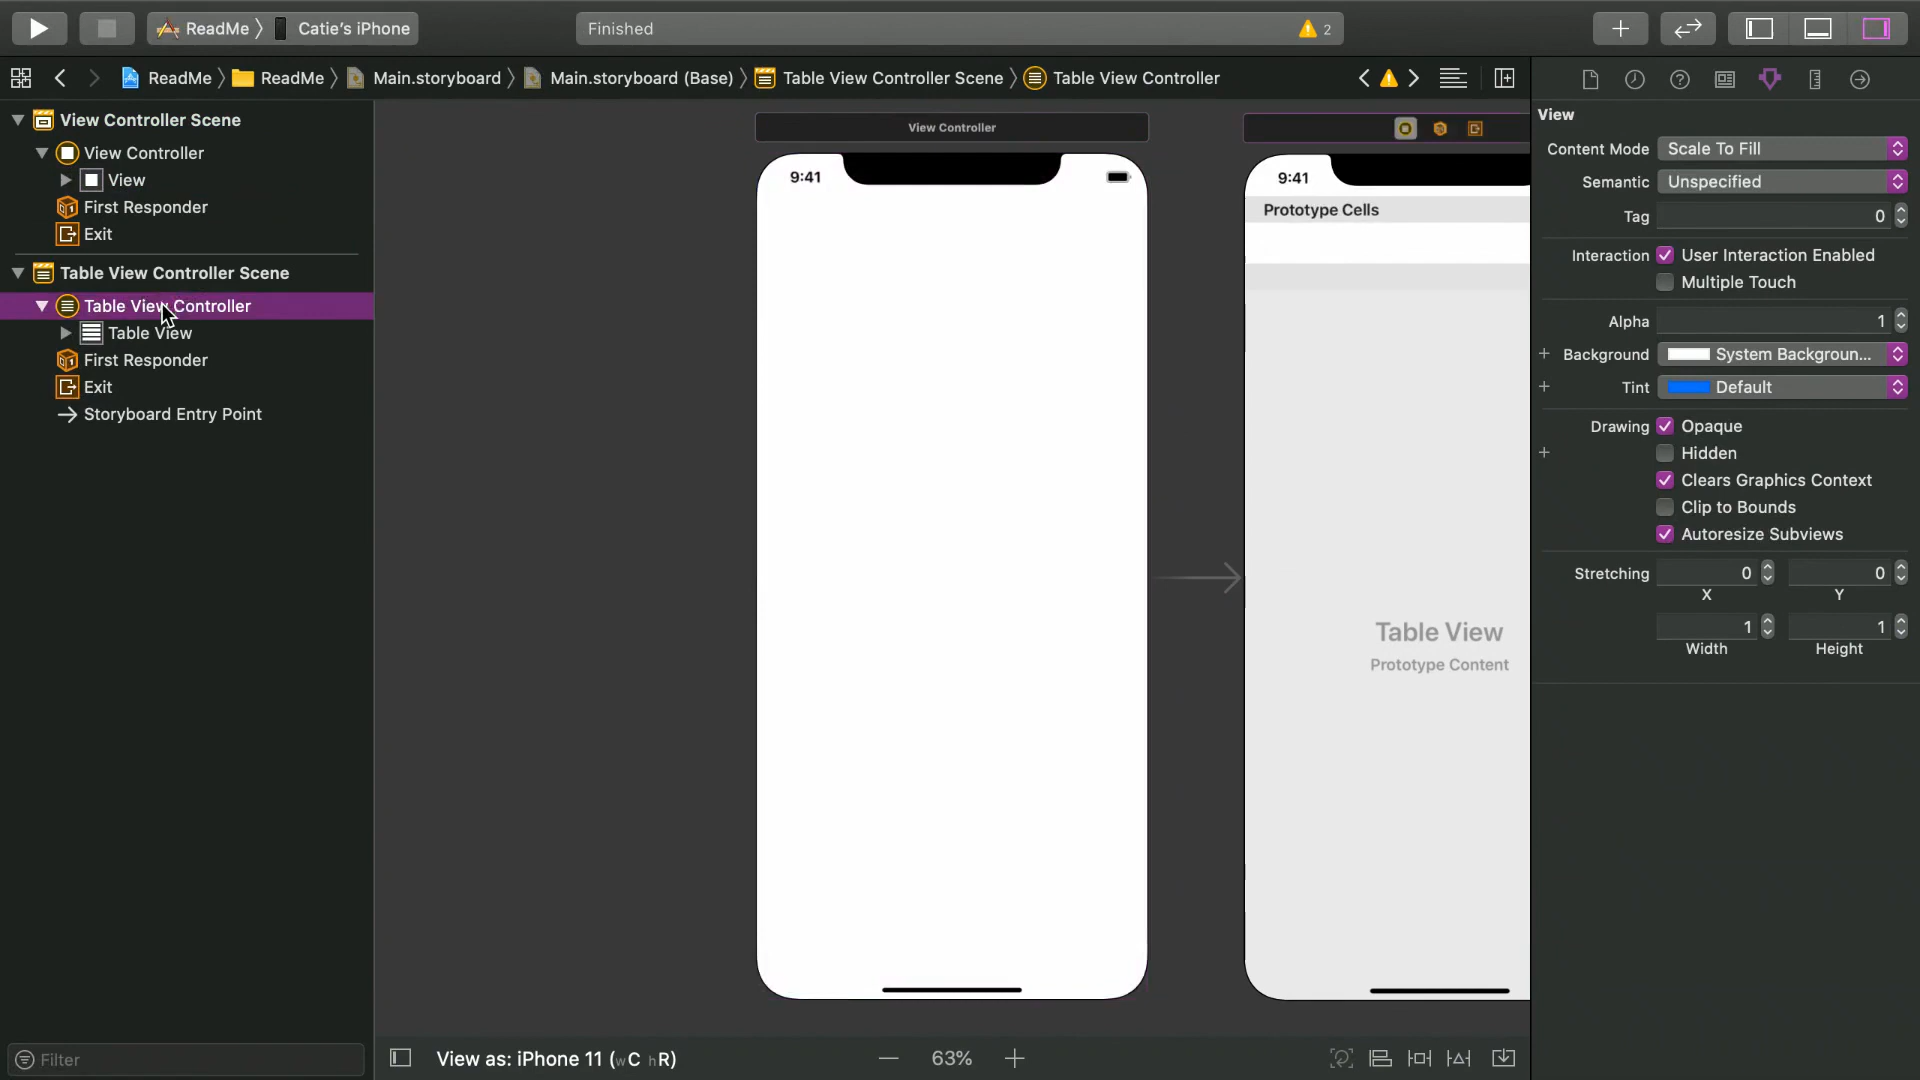 ReadMe 〉 Catie's iPhone
Finished
2
ReadMe 〉 ReadMe 〉 Main.storyboard 〉 Main.storyboard (Base) 〉 Table View Controller Scene 〉 Table View Controller
View Controller Scene
View Controller
View
First Responder
Exit
Table View Controller Scene
Table View Controller
Table View
First Responder
Exit
Storyboard Entry Point
Filter
View Controller
9:41
9:41
Prototype Cells
Table View
Prototype Content
View as: iPhone 11 (wC hR)
63%
View
Content Mode Scale To Fill
Semantic Unspecified
Tag 0
Interaction User Interaction Enabled
Multiple Touch
Alpha 1
Background System Backgroun...
Tint Default
Drawing Opaque
Hidden
Clears Graphics Context
Clip to Bounds
Autoresize Subviews
Stretching 0 0
X Y
1 1
Width Height